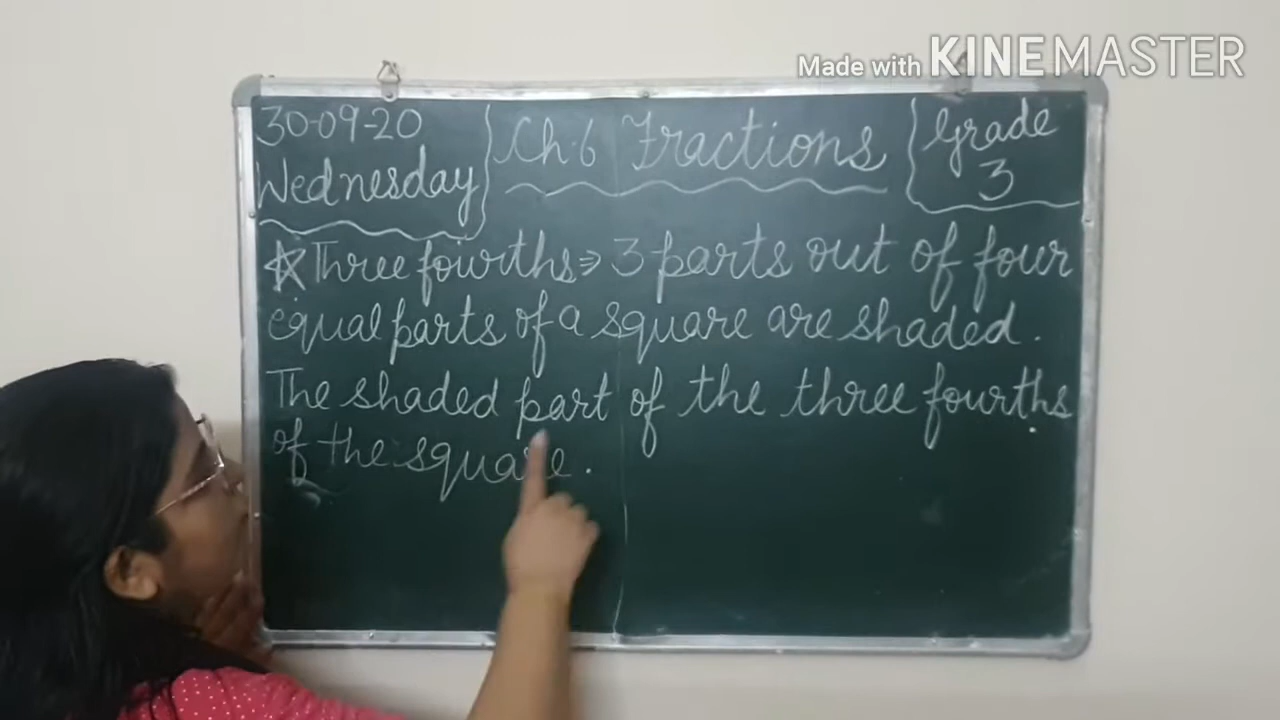 Made with KINEMASTER
30-09-20
Wednesday
Ch.6 Fractions
Grade
3
☆ Three fourths ⇒ 3 parts out of four
equal parts of a square are shaded.
The shaded part of the three fourths
of the square.